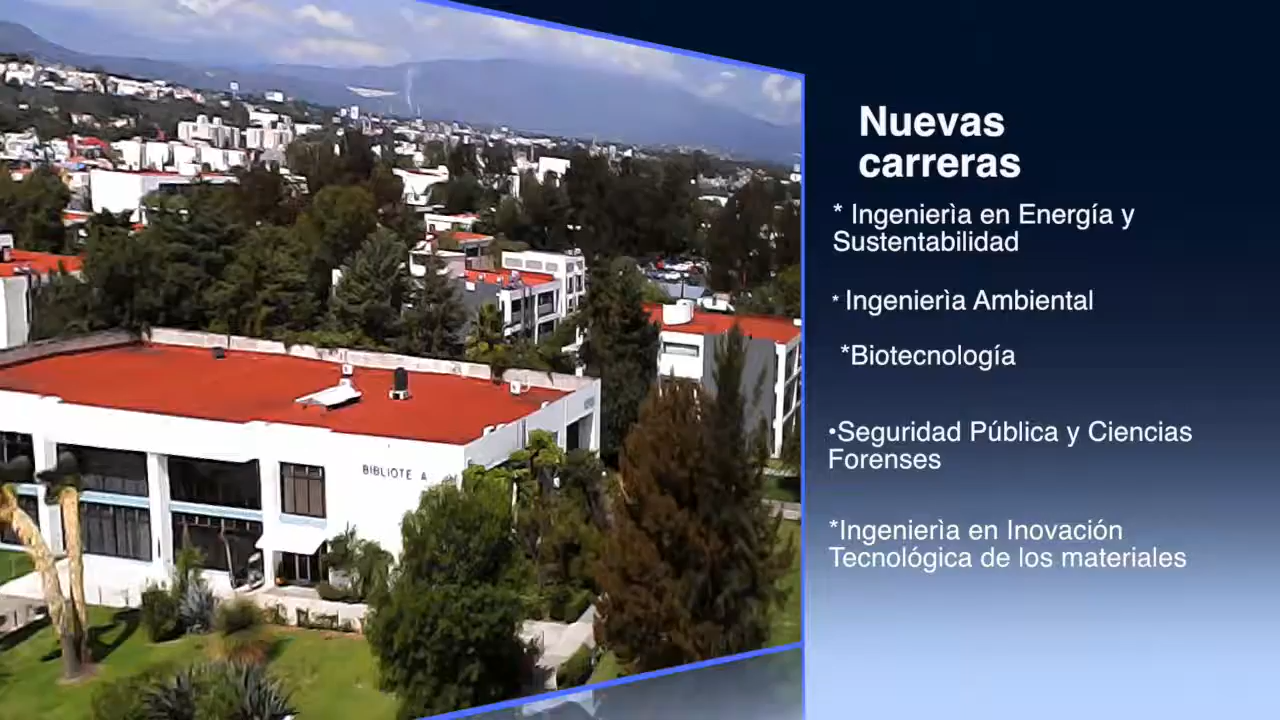 BIBLIOTE A
Nuevas
carreras
* Ingenierìa en Energía y
Sustentabilidad
* Ingenierìa Ambiental
*Biotecnología
•Seguridad Pública y Ciencias
Forenses
*Ingenierìa en Inovación
Tecnológica de los materiales